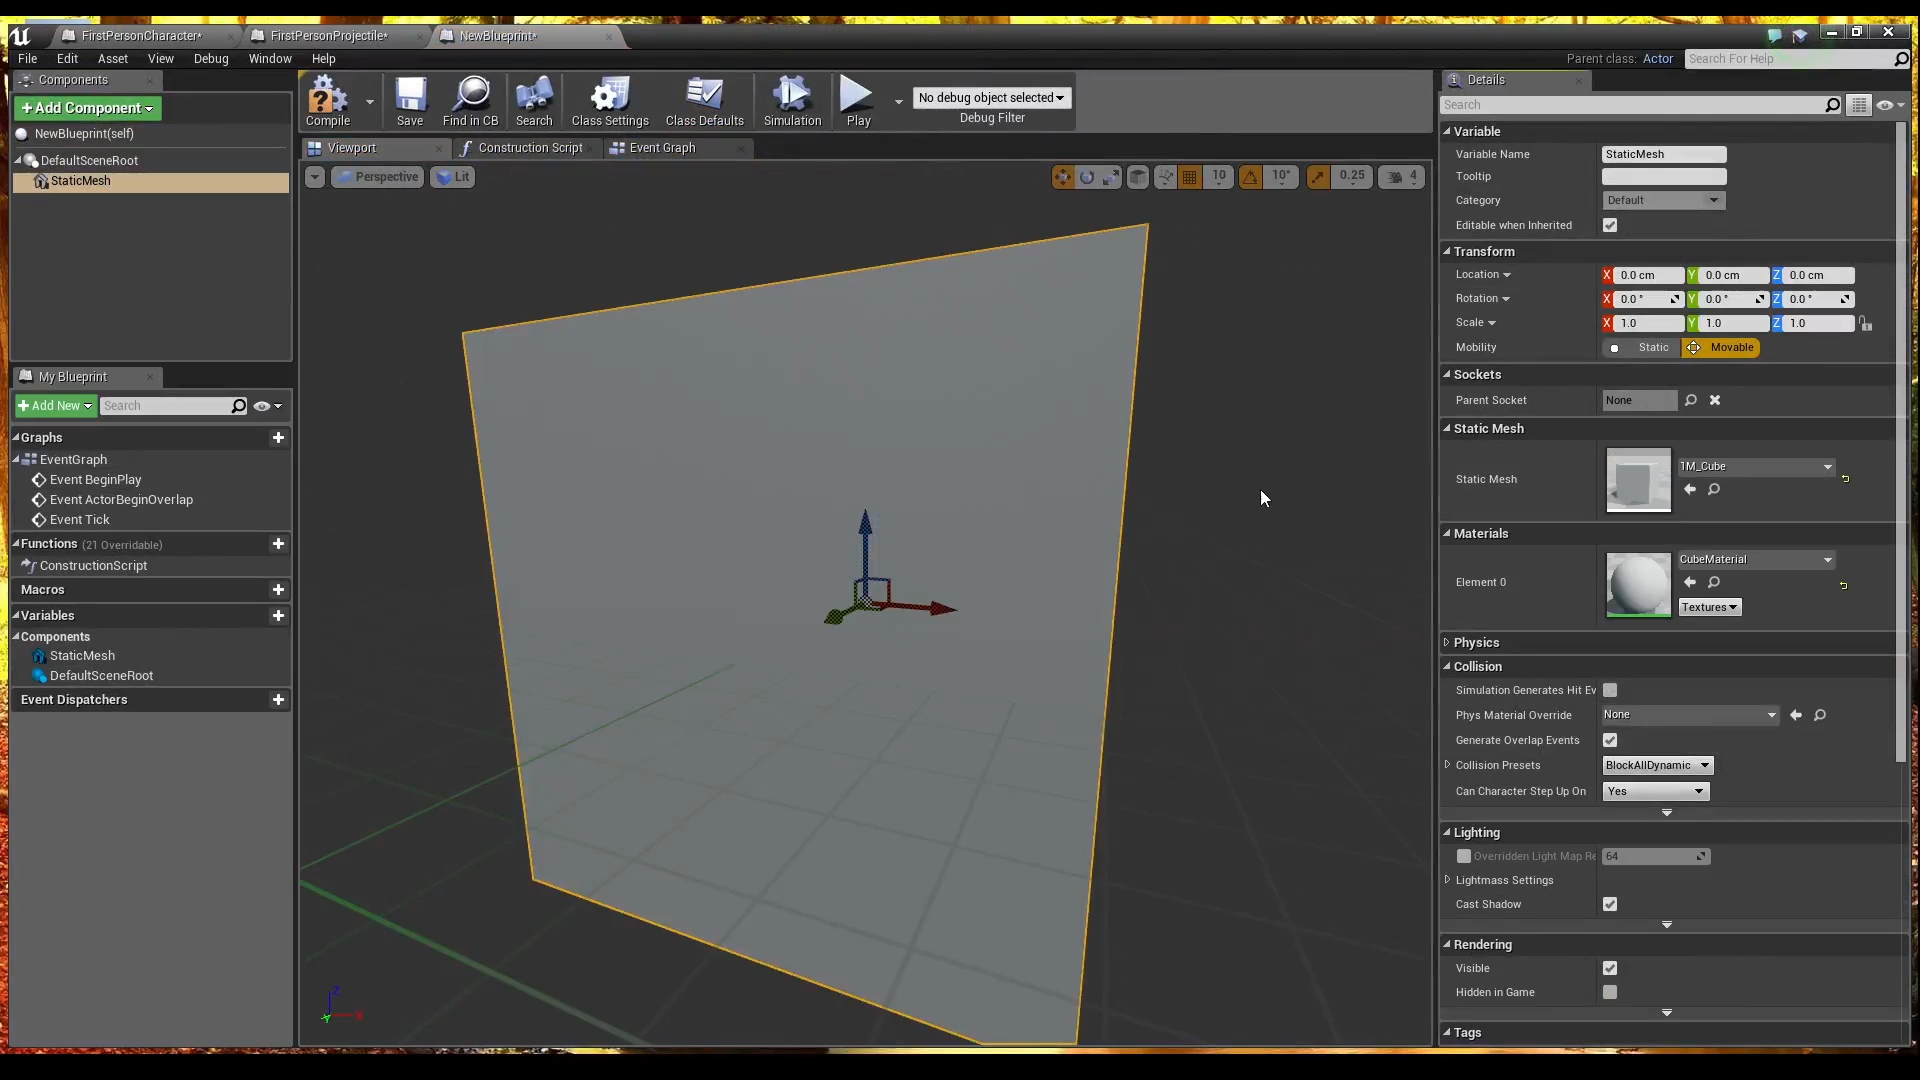 FirstPersonCharacter*
FirstPersonProjectile*
NewBlueprint*
File Edit Asset View Debug Window Help
Parent class: Actor
Search For Help
Components
+ Add Component
NewBlueprint(self)
DefaultSceneRoot
StaticMesh
My Blueprint
+ Add New
Search
Graphs
EventGraph
Event BeginPlay
Event ActorBeginOverlap
Event Tick
Functions (21 Overridable)
ConstructionScript
Macros
Variables
Components
StaticMesh
DefaultSceneRoot
Event Dispatchers
Compile
Save
Find in CB
Search
Class Settings
Class Defaults
Simulation
Play
No debug object selected
Debug Filter
Viewport
Construction Script
Event Graph
Perspective
Lit
10
10°
0.25
4
Z
X
Y
Details
Search
Variable
Variable Name StaticMesh
Tooltip
Category Default
Editable when Inherited
Transform
Location X 0.0 cm Y 0.0 cm Z 0.0 cm
Rotation X 0.0 ° Y 0.0 ° Z 0.0 °
Scale X 1.0 Y 1.0 Z 1.0
Mobility Static Movable
Sockets
Parent Socket None
Static Mesh
Static Mesh 1M_Cube
Materials
Element 0 CubeMaterial
Textures
Physics
Collision
Simulation Generates Hit Ev
Phys Material Override None
Generate Overlap Events
Collision Presets BlockAllDynamic
Can Character Step Up On Yes
Lighting
Overridden Light Map Re 64
Lightmass Settings
Cast Shadow
Rendering
Visible
Hidden in Game
Tags